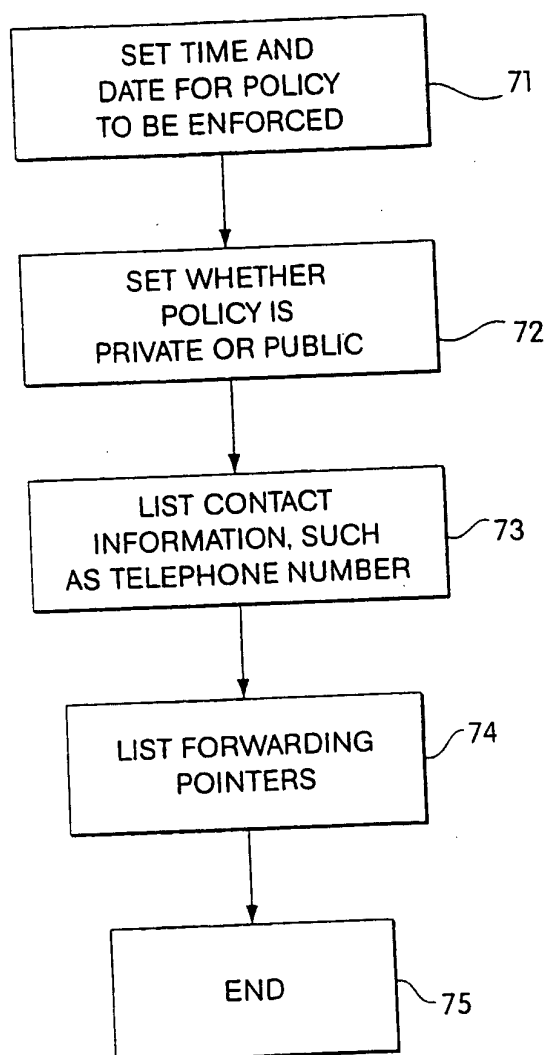 SET TIME AND
DATE FOR POLICY
TO BE ENFORCED
71
SET WHETHER
POLICY IS
PRIVATE OR PUBLIC
72
LIST CONTACT
INFORMATION, SUCH
AS TELEPHONE NUMBER
73
LIST FORWARDING
POINTERS
74
END
75